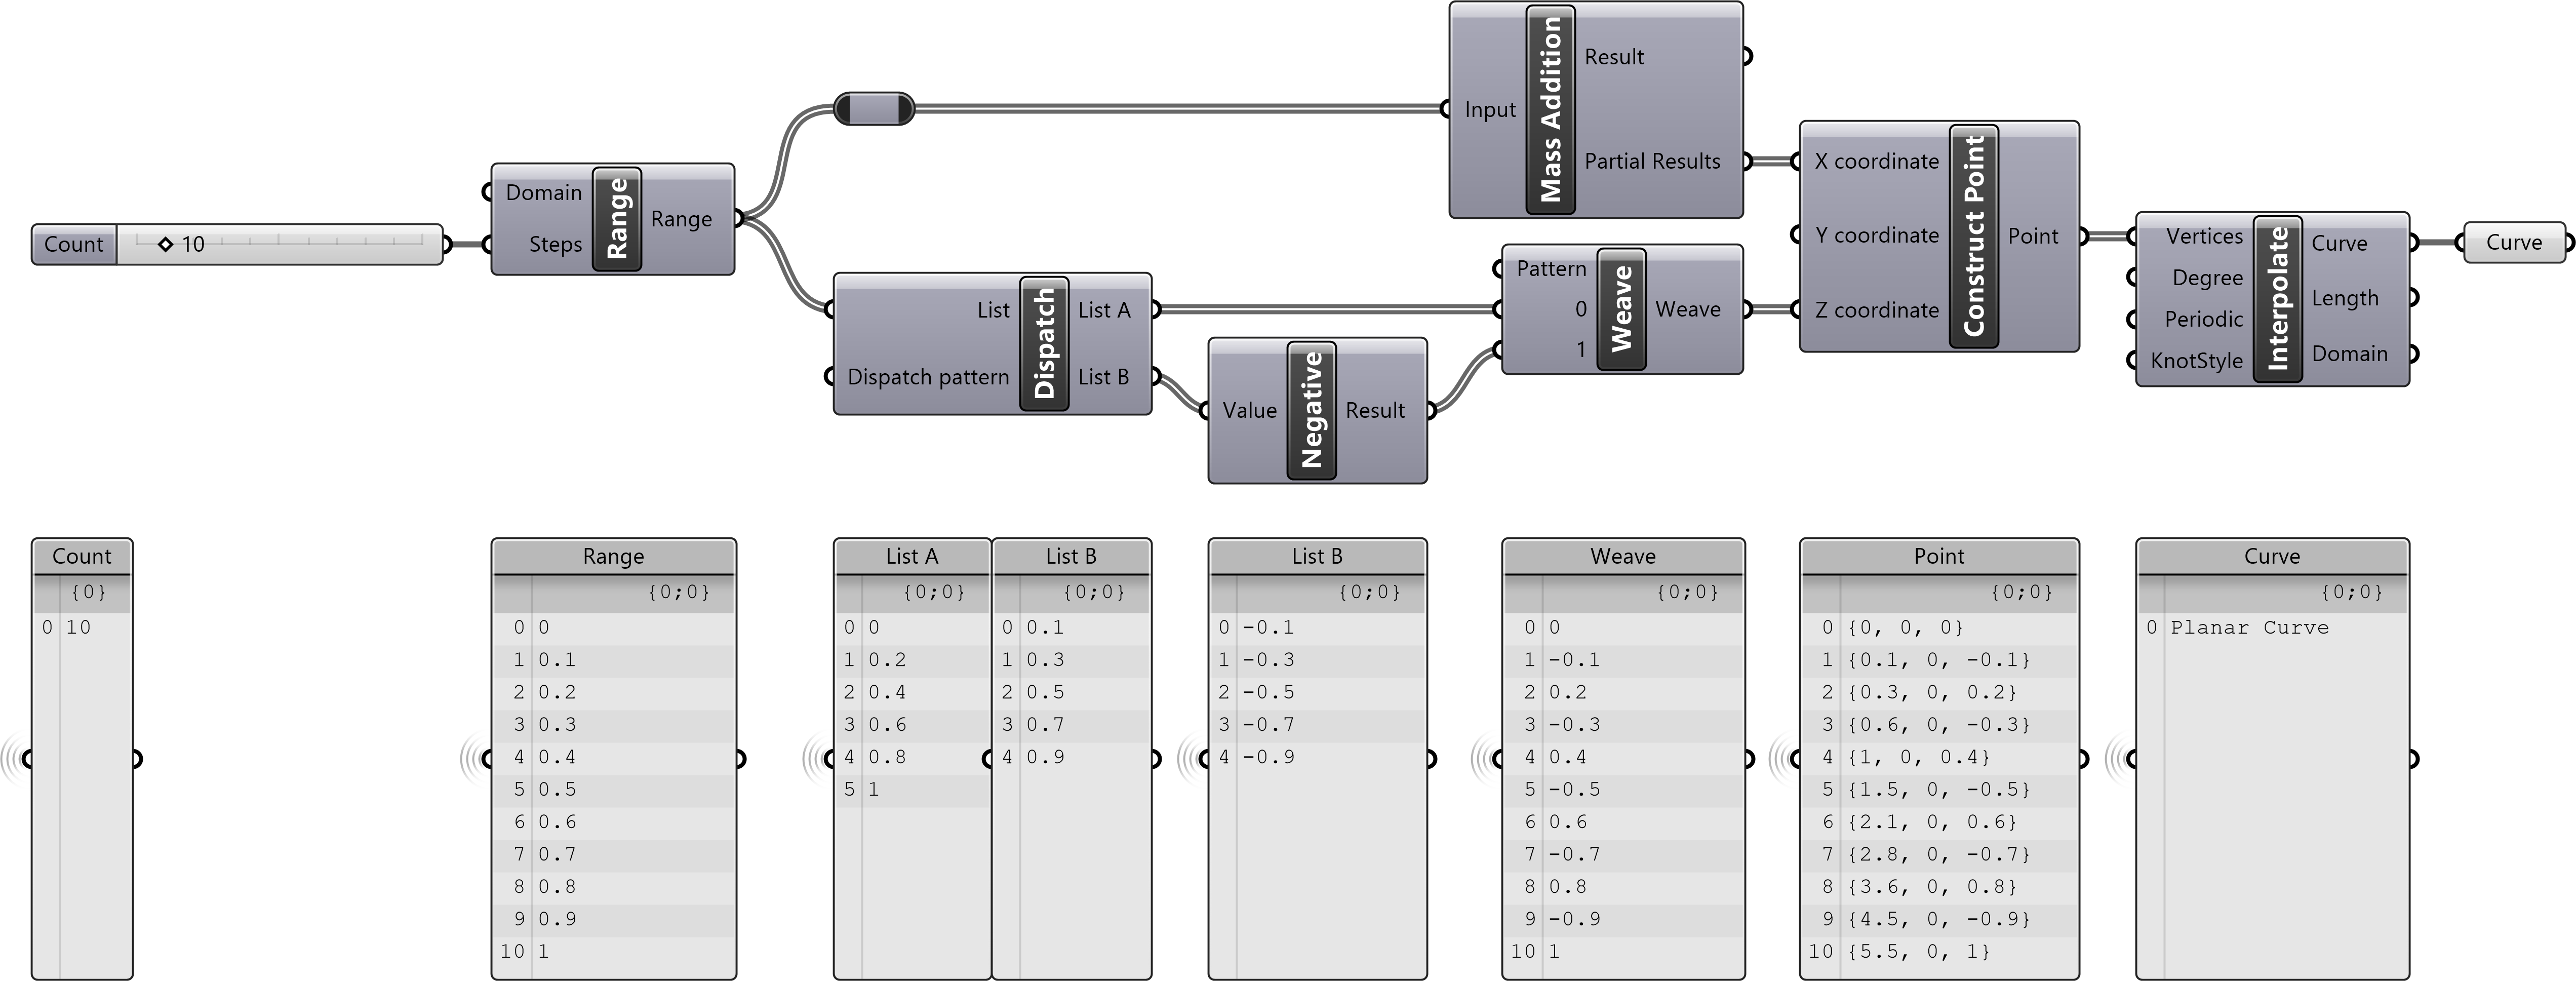 Count
10
Domain
Steps
Range
Range
Input
Mass Addition
Result
Partial Results
List
Dispatch pattern
Dispatch
List A
List B
Value
Negative
Result
Pattern
0
1
Weave
Weave
X coordinate
Y coordinate
Z coordinate
Construct Point
Point
Vertices
Degree
Periodic
KnotStyle
Interpolate
Curve
Length
Domain
Curve
Count
{0}
0 10
Range
{0;0}
0 0
1 0.1
2 0.2
3 0.3
4 0.4
5 0.5
6 0.6
7 0.7
8 0.8
9 0.9
10 1
List A
{0;0}
0 0
1 0.2
2 0.4
3 0.6
4 0.8
5 1
List B
{0;0}
0 0.1
1 0.3
2 0.5
3 0.7
4 0.9
List B
{0;0}
0 -0.1
1 -0.3
2 -0.5
3 -0.7
4 -0.9
Weave
{0;0}
0 0
1 -0.1
2 0.2
3 -0.3
4 0.4
5 -0.5
6 0.6
7 -0.7
8 0.8
9 -0.9
10 1
Point
{0;0}
0 {0, 0, 0}
1 {0.1, 0, -0.1}
2 {0.3, 0, 0.2}
3 {0.6, 0, -0.3}
4 {1, 0, 0.4}
5 {1.5, 0, -0.5}
6 {2.1, 0, 0.6}
7 {2.8, 0, -0.7}
8 {3.6, 0, 0.8}
9 {4.5, 0, -0.9}
10 {5.5, 0, 1}
Curve
{0;0}
0 Planar Curve